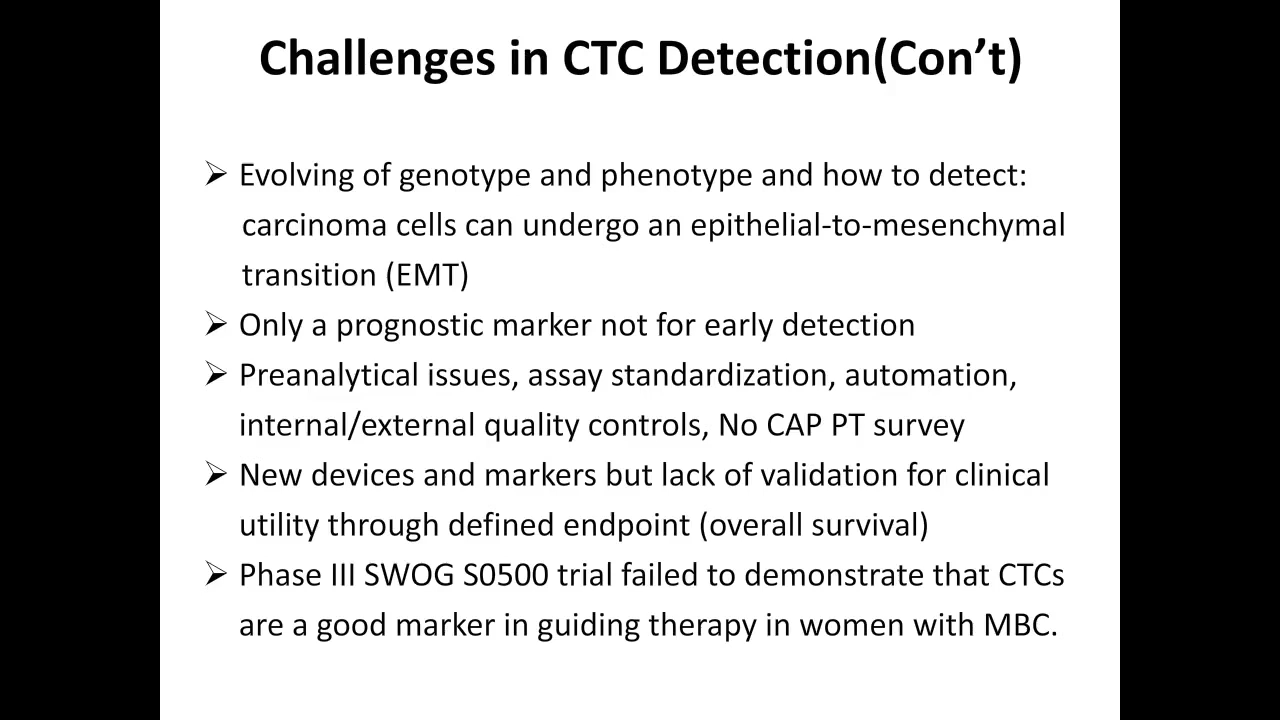 Challenges in CTC Detection(Con’t)
➢ Evolving of genotype and phenotype and how to detect:
carcinoma cells can undergo an epithelial-to-mesenchymal
transition (EMT)
➢ Only a prognostic marker not for early detection
➢ Preanalytical issues, assay standardization, automation,
internal/external quality controls, No CAP PT survey
➢ New devices and markers but lack of validation for clinical
utility through defined endpoint (overall survival)
➢ Phase III SWOG S0500 trial failed to demonstrate that CTCs
are a good marker in guiding therapy in women with MBC.